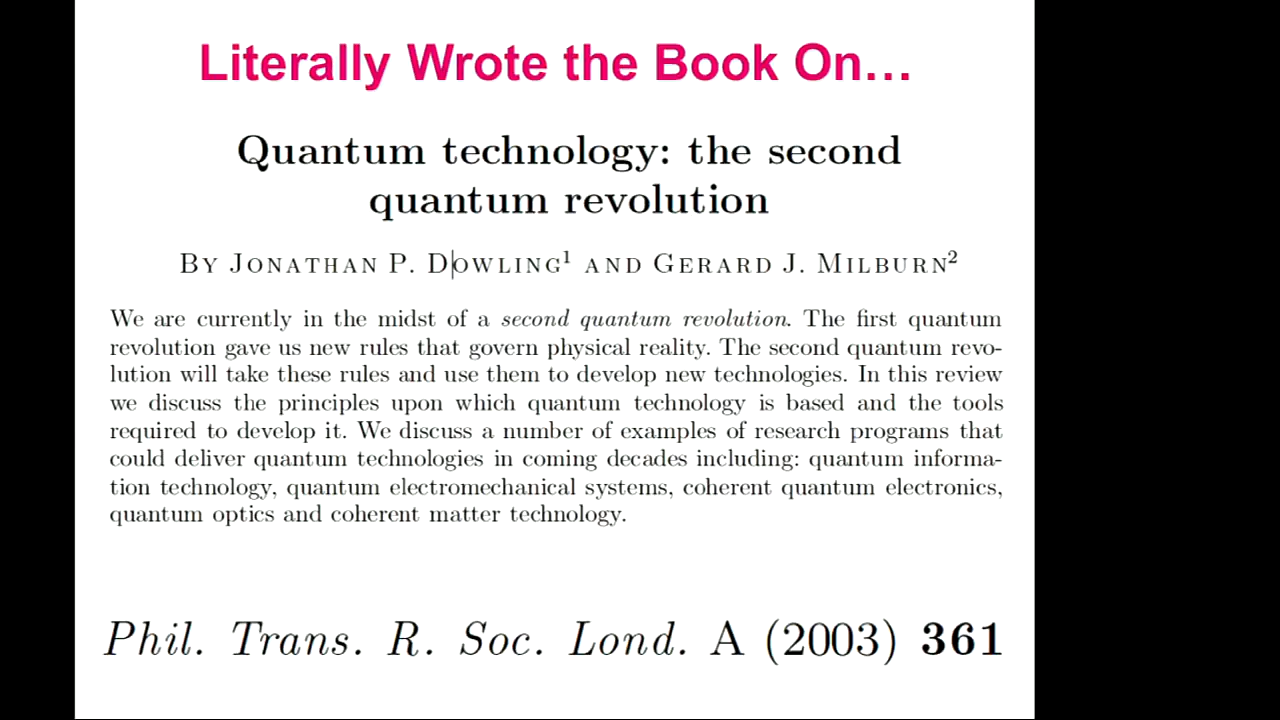 Literally Wrote the Book On…
Quantum technology: the second
quantum revolution
By Jonathan P. Dowling¹ and Gerard J. Milburn²
We are currently in the midst of a second quantum revolution. The first quantum
revolution gave us new rules that govern physical reality. The second quantum revo-
lution will take these rules and use them to develop new technologies. In this review
we discuss the principles upon which quantum technology is based and the tools
required to develop it. We discuss a number of examples of research programs that
could deliver quantum technologies in coming decades including: quantum informa-
tion technology, quantum electromechanical systems, coherent quantum electronics,
quantum optics and coherent matter technology.
Phil. Trans. R. Soc. Lond. A (2003) 361